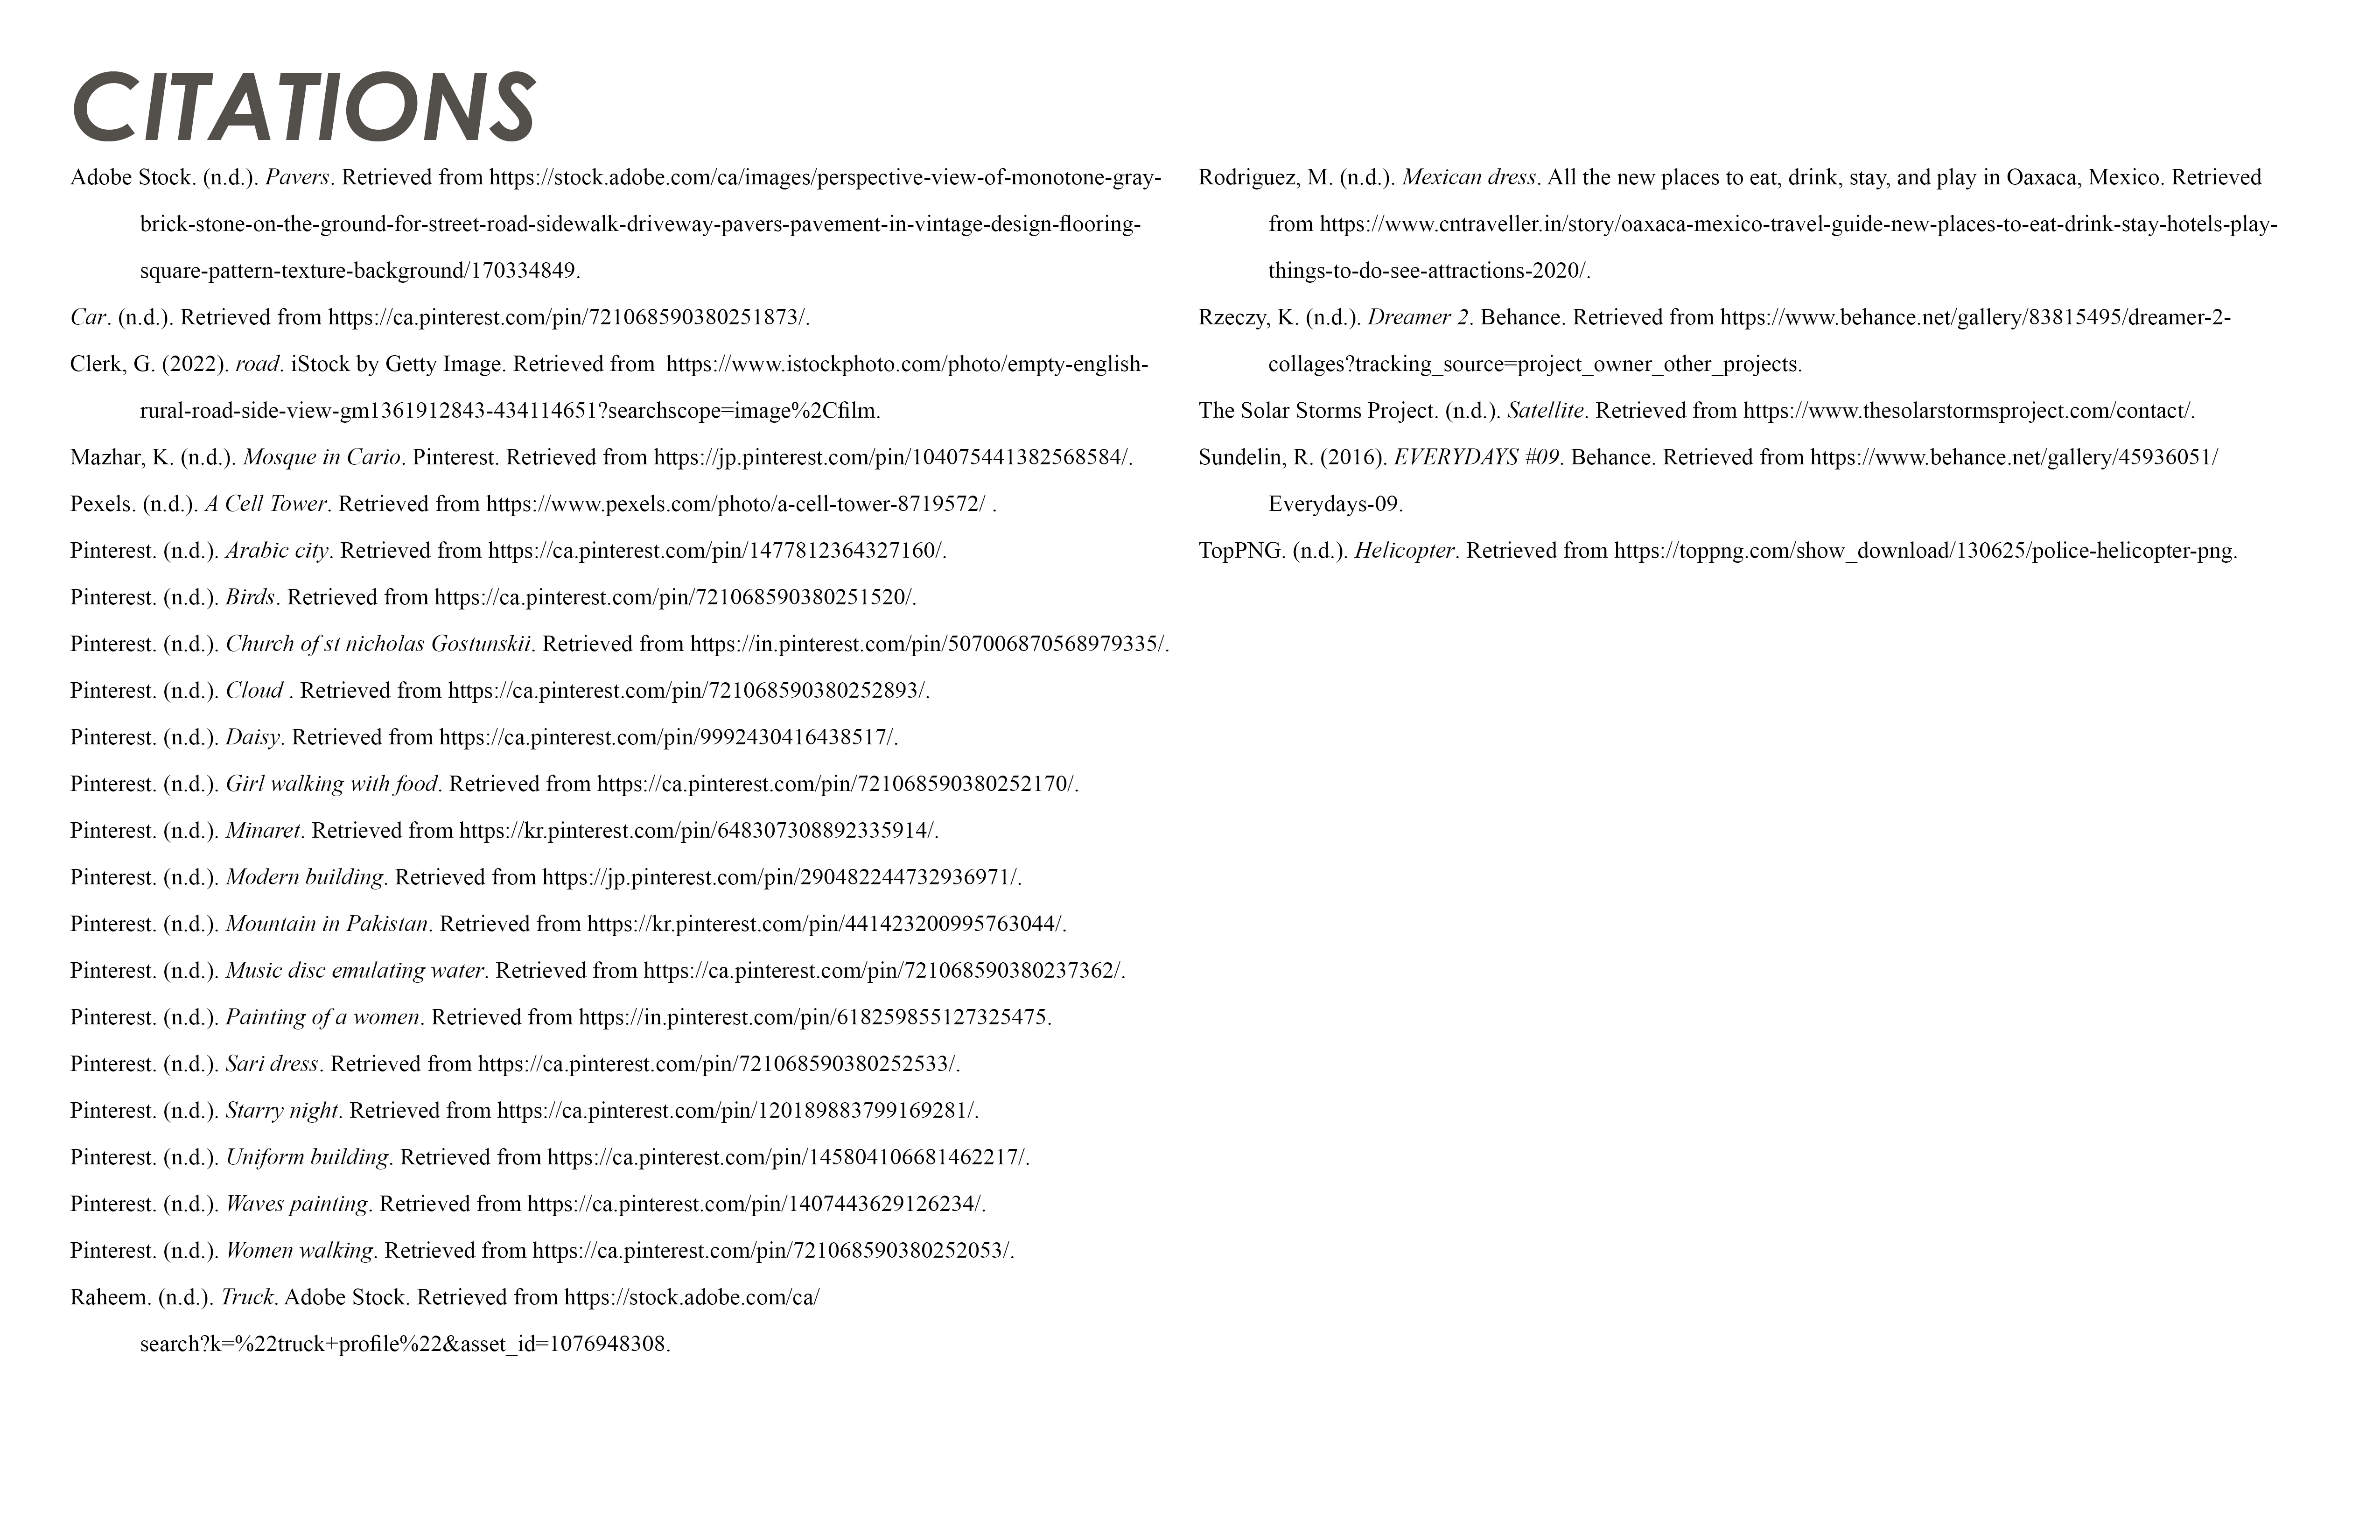 CITATIONS
Adobe Stock. (n.d.). Pavers. Retrieved from https://stock.adobe.com/ca/images/perspective-view-of-monotone-gray-
brick-stone-on-the-ground-for-street-road-sidewalk-driveway-pavers-pavement-in-vintage-design-flooring-
square-pattern-texture-background/170334849.
Car. (n.d.). Retrieved from https://ca.pinterest.com/pin/721068590380251873/.
Clerk, G. (2022). road. iStock by Getty Image. Retrieved from  https://www.istockphoto.com/photo/empty-english-
rural-road-side-view-gm1361912843-434114651?searchscope=image%2Cfilm.
Mazhar, K. (n.d.). Mosque in Cario. Pinterest. Retrieved from https://jp.pinterest.com/pin/104075441382568584/.
Pexels. (n.d.). A Cell Tower. Retrieved from https://www.pexels.com/photo/a-cell-tower-8719572/ .
Pinterest. (n.d.). Arabic city. Retrieved from https://ca.pinterest.com/pin/1477812364327160/.
Pinterest. (n.d.). Birds. Retrieved from https://ca.pinterest.com/pin/721068590380251520/.
Pinterest. (n.d.). Church of st nicholas Gostunskii. Retrieved from https://in.pinterest.com/pin/507006870568979335/.
Pinterest. (n.d.). Cloud . Retrieved from https://ca.pinterest.com/pin/721068590380252893/.
Pinterest. (n.d.). Daisy. Retrieved from https://ca.pinterest.com/pin/9992430416438517/.
Pinterest. (n.d.). Girl walking with food. Retrieved from https://ca.pinterest.com/pin/721068590380252170/.
Pinterest. (n.d.). Minaret. Retrieved from https://kr.pinterest.com/pin/648307308892335914/.
Pinterest. (n.d.). Modern building. Retrieved from https://jp.pinterest.com/pin/290482244732936971/.
Pinterest. (n.d.). Mountain in Pakistan. Retrieved from https://kr.pinterest.com/pin/441423200995763044/.
Pinterest. (n.d.). Music disc emulating water. Retrieved from https://ca.pinterest.com/pin/721068590380237362/.
Pinterest. (n.d.). Painting of a women. Retrieved from https://in.pinterest.com/pin/618259855127325475.
Pinterest. (n.d.). Sari dress. Retrieved from https://ca.pinterest.com/pin/721068590380252533/.
Pinterest. (n.d.). Starry night. Retrieved from https://ca.pinterest.com/pin/120189883799169281/.
Pinterest. (n.d.). Uniform building. Retrieved from https://ca.pinterest.com/pin/145804106681462217/.
Pinterest. (n.d.). Waves painting. Retrieved from https://ca.pinterest.com/pin/1407443629126234/.
Pinterest. (n.d.). Women walking. Retrieved from https://ca.pinterest.com/pin/721068590380252053/.
Raheem. (n.d.). Truck. Adobe Stock. Retrieved from https://stock.adobe.com/ca/
search?k=%22truck+profile%22&asset_id=1076948308.
Rodriguez, M. (n.d.). Mexican dress. All the new places to eat, drink, stay, and play in Oaxaca, Mexico. Retrieved
from https://www.cntraveller.in/story/oaxaca-mexico-travel-guide-new-places-to-eat-drink-stay-hotels-play-
things-to-do-see-attractions-2020/.
Rzeczy, K. (n.d.). Dreamer 2. Behance. Retrieved from https://www.behance.net/gallery/83815495/dreamer-2-
collages?tracking_source=project_owner_other_projects.
The Solar Storms Project. (n.d.). Satellite. Retrieved from https://www.thesolarstormsproject.com/contact/.
Sundelin, R. (2016). EVERYDAYS #09. Behance. Retrieved from https://www.behance.net/gallery/45936051/
Everydays-09.
TopPNG. (n.d.). Helicopter. Retrieved from https://toppng.com/show_download/130625/police-helicopter-png.